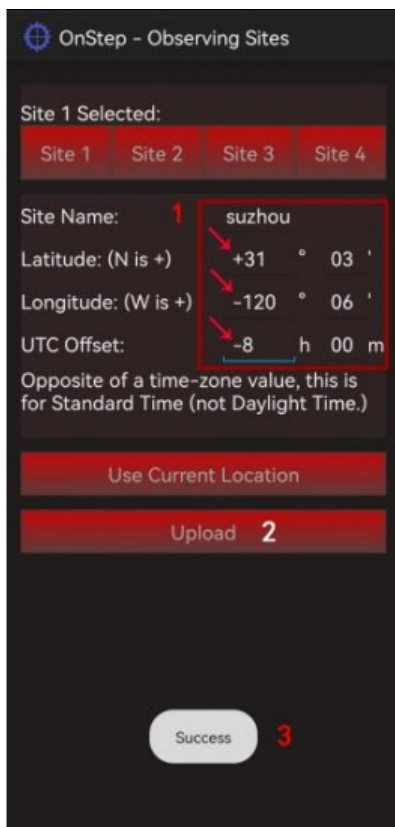 OnStep - Observing Sites
Site 1 Selected:
Site 1 Site 2 Site 3 Site 4
Site Name: 1 suzhou
Latitude: (N is +) +31 ° 03 '
Longitude: (W is +) -120 ° 06 '
UTC Offset: -8 h 00 m
Opposite of a time-zone value, this is
for Standard Time (not Daylight Time.)
Use Current Location
Upload 2
Success 3